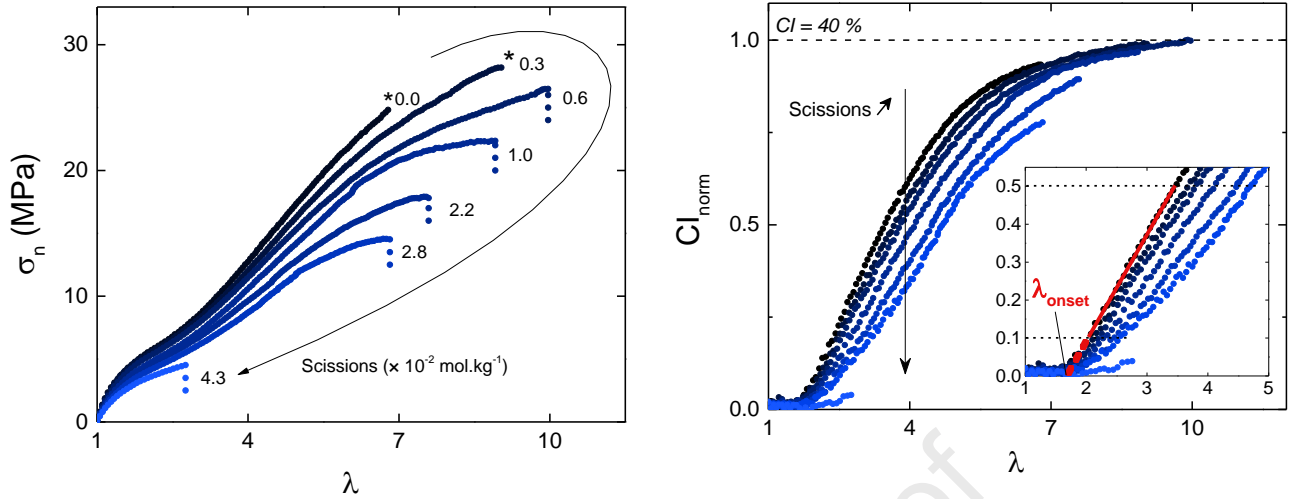 30
20
10
0
σn (MPa)
*0.0
*0.3
0.6
1.0
2.2
2.8
4.3
Scissions (× 10-2 mol.kg-1)
1 4 7 10
λ
CI = 40 %
1.0
0.5
0.0
CInorm
Scissions
0.5
0.4
0.3
0.2
0.1
0.0
λonset
1 2 3 4 5
1 4 7 10
λ
of